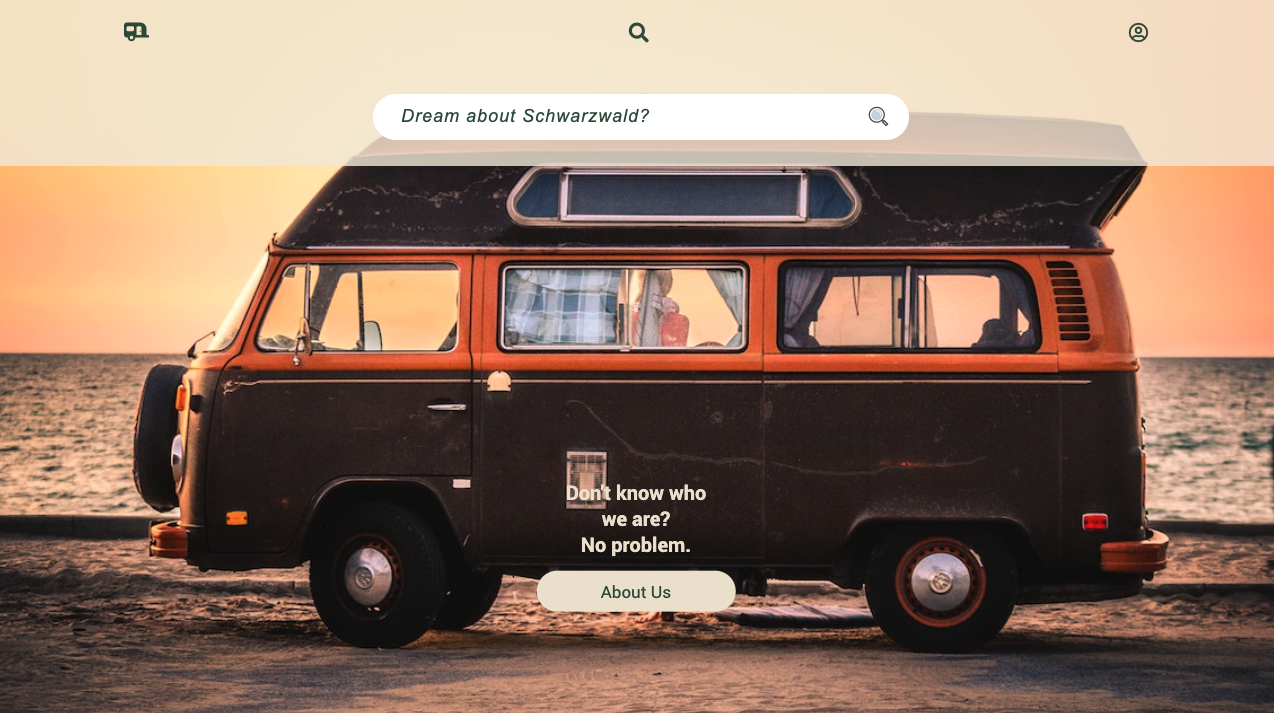 Dream about Schwarzwald?
Don't know who
we are?
No problem.
About Us